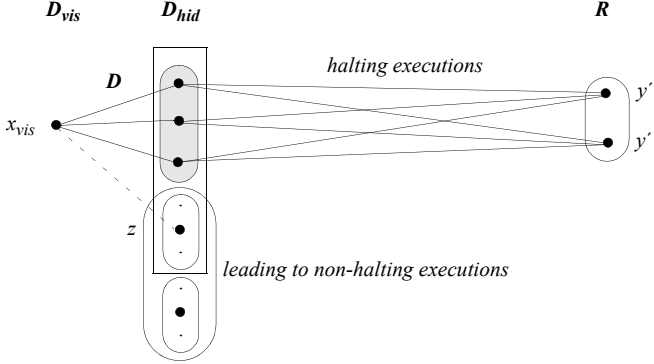 D_vis D_hid R
halting executions
D
y´
x_vis
y´
z
leading to non-halting executions